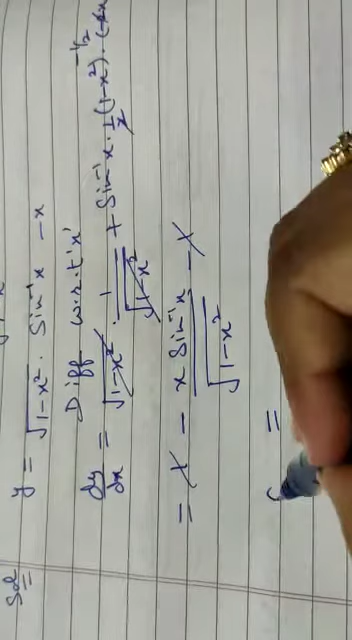 Sol
y = √1-x² . Sin⁻¹x - x
Diff w.r.t 'x'
dy/dx = √1-x² . 1/√1-x² + Sin⁻¹x . 1/2 (1-x²)^-1/2 .
= 1 - x Sin⁻¹x/√1-x² - 1
=